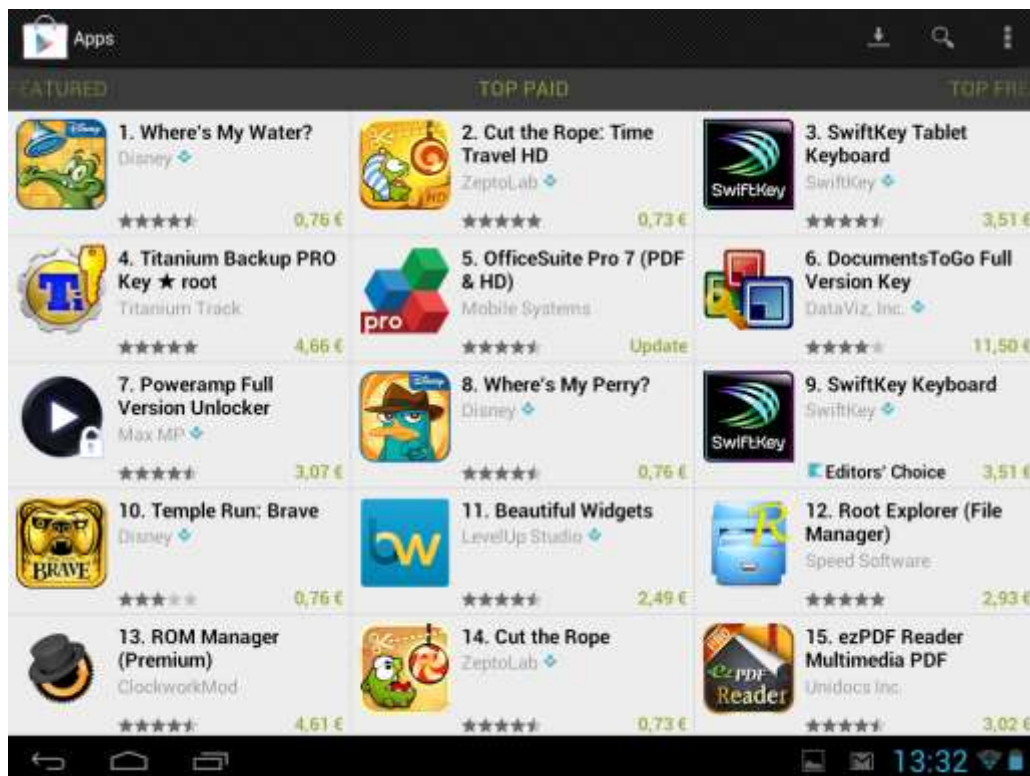 Apps
FEATURED
TOP PAID
TOP FRE
1. Where's My Water?
Disney
0,76 €
2. Cut the Rope: Time
Travel HD
ZeptoLab
HD
0,73 €
3. SwiftKey Tablet
Keyboard
SwiftKey
SwiftKey
3,51 €
4. Titanium Backup PRO
Key ★ root
Titanium Track
Ti
4,66 €
5. OfficeSuite Pro 7 (PDF
& HD)
Mobile Systems
pro
Update
6. DocumentsToGo Full
Version Key
DataViz, Inc.
11,50 €
7. Poweramp Full
Version Unlocker
Max MP
3,07 €
Disney
8. Where's My Perry?
Disney
0,76 €
9. SwiftKey Keyboard
SwiftKey
SwiftKey
Editors' Choice
3,51 €
10. Temple Run: Brave
Disney
BRAVE
0,76 €
11. Beautiful Widgets
LevelUp Studio
bw
2,49 €
12. Root Explorer (File
Manager)
Speed Software
R
2,93 €
13. ROM Manager
(Premium)
ClockworkMod
4,61 €
14. Cut the Rope
ZeptoLab
0,73 €
15. ezPDF Reader
Multimedia PDF
Unidocs Inc.
PRO
ezPDF
Reader
3,02 €
13:32